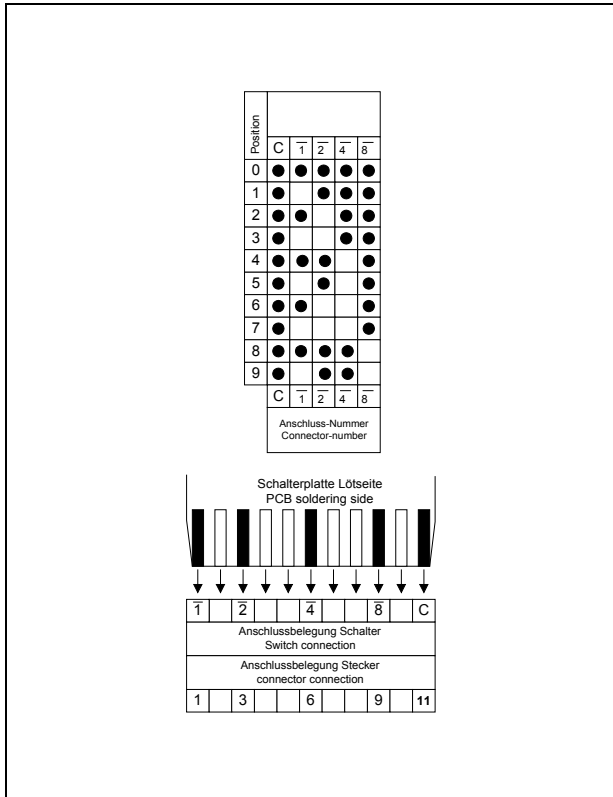 Position
C 1̅ 2̅ 4̅ 8̅
0 ● ● ● ● ●
1 ● ● ● ●
2 ● ● ● ●
3 ● ● ●
4 ● ● ● ●
5 ● ● ●
6 ● ● ●
7 ● ●
8 ● ● ● ●
9 ● ● ●
C 1̅ 2̅ 4̅ 8̅
Anschluss-Nummer
Connector-number
Schalterplatte Lötseite
PCB soldering side
1̅ 2̅ 4̅ 8̅ C
Anschlussbelegung Schalter
Switch connection
Anschlussbelegung Stecker
connector connection
1 3 6 9 11